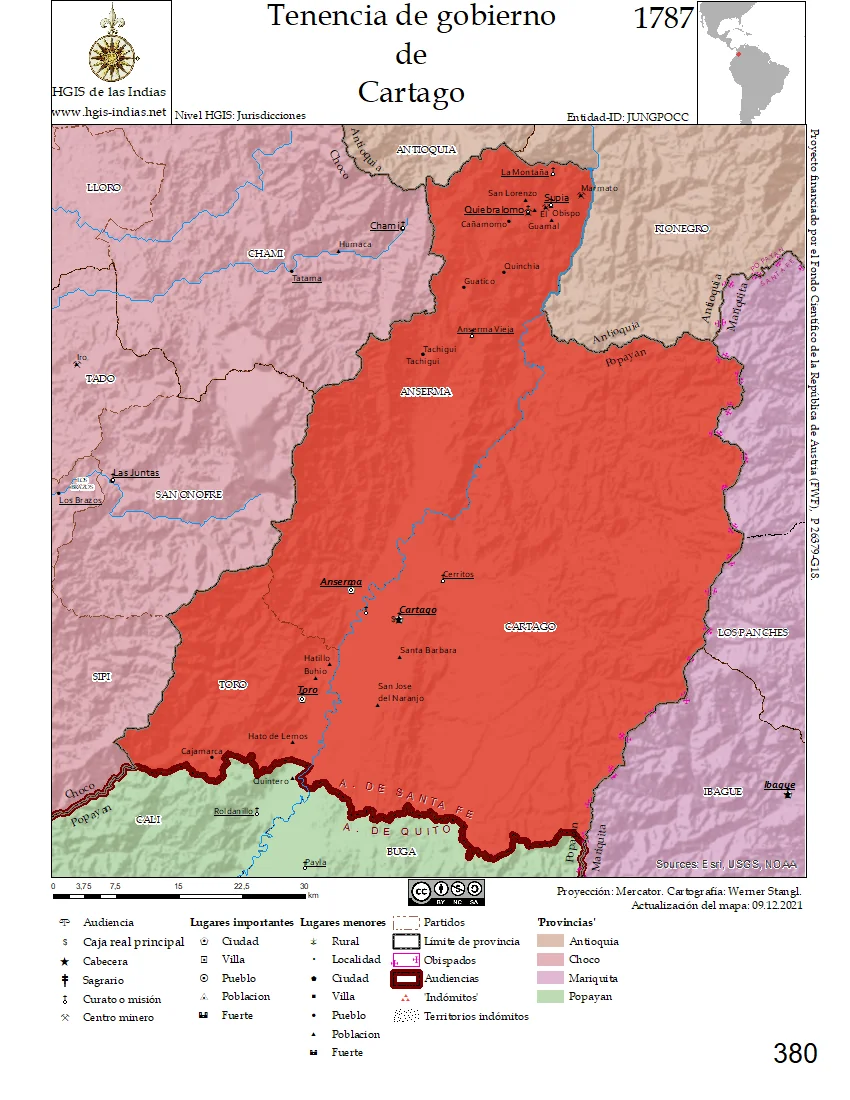 Tenencia de gobierno
de
Cartago
1787
HGIS de las Indias
www.hgis-indias.net
Nivel HGIS: Jurisdicciones
Entidad-ID: JUNGPOCC
Proyecto financiado por el Fondo Científico de la República de Austria (FWF), P 26379-G18.
ANTIOQUIA
Antioquia
Choco
LLORO
La Montaña
San Lorenzo
Supia
Marmato
Quiebralomo
El Obispo
Cañamomo
Guamal
RIONEGRO
Chami
CHAMI
Humaca
Tatama
Quinchia
Guatico
POPAYAN
SANTAFE
Antioquia
Mariquita
Anserma Vieja
Antioquia
Popayan
Tachigui
Tachigui
Iro
TADO
ANSERMA
Las Juntas
LOS
BRAZOS
Los Brazos
SAN ONOFRE
Anserma
Cerritos
Cartago
CARTAGO
LOS PANCHES
Santa Barbara
Hatillo
Buhio
SIPI
TORO
Toro
San Jose
del Naranjo
Hato de Lemos
Cajamarca
Quintero
Choco
Popayan
A. DE SANTA FE
A. DE QUITO
CALI
Roldanillo
BUGA
Payla
Popayan
Mariquita
IBAGUE
Ibague
Sources: Esri, USGS, NOAA
0 3,75 7,5 15 22,5 30
km
CC
BY NC SA
Proyección: Mercator. Cartografía: Werner Stangl.
Actualización del mapa: 09.12.2021
Audiencia
S Caja real principal
Cabecera
Sagrario
Curato o misión
Centro minero
Lugares importantes
Ciudad
Villa
Pueblo
Poblacion
Fuerte
Lugares menores
Rural
Localidad
Ciudad
Villa
Pueblo
Poblacion
Fuerte
Partidos
Límite de provincia
Obispados
Audiencias
'Indómitos'
Territorios indómitos
'Provincias'
Antioquia
Choco
Mariquita
Popayan
380